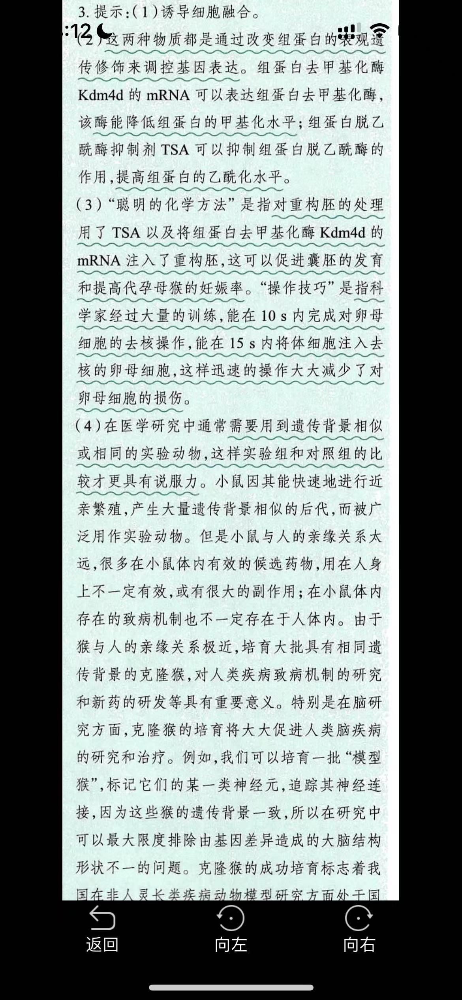 3. 提示:(1)诱导细胞融合。
:12
(2)这两种物质都是通过改变组蛋白的表观遗
传修饰来调控基因表达。组蛋白去甲基化酶
Kdm4d 的 mRNA 可以表达组蛋白去甲基化酶,
该酶能降低组蛋白的甲基化水平;组蛋白脱乙
酰酶抑制剂 TSA 可以抑制组蛋白脱乙酰酶的
作用,提高组蛋白的乙酰化水平。
(3)“聪明的化学方法”是指对重构胚的处理
用了 TSA 以及将组蛋白去甲基化酶 Kdm4d 的
mRNA 注入了重构胚,这可以促进囊胚的发育
和提高代孕母猴的妊娠率。“操作技巧”是指科
学家经过大量的训练,能在 10 s 内完成对卵母
细胞的去核操作,能在 15 s 内将体细胞注入去
核的卵母细胞,这样迅速的操作大大减少了对
卵母细胞的损伤。
(4)在医学研究中通常需要用到遗传背景相似
或相同的实验动物,这样实验组和对照组的比
较才更具有说服力。小鼠因其能快速地进行近
亲繁殖,产生大量遗传背景相似的后代,而被广
泛用作实验动物。但是小鼠与人的亲缘关系太
远,很多在小鼠体内有效的候选药物,用在人身
上不一定有效,或有很大的副作用;在小鼠体内
存在的致病机制也不一定存在于人体内。由于
猴与人的亲缘关系极近,培育大批具有相同遗
传背景的克隆猴,对人类疾病致病机制的研究
和新药的研发等具有重要意义。特别是在脑研
究方面,克隆猴的培育将大大促进人类脑疾病
的研究和治疗。例如,我们可以培育一批“模型
猴”,标记它们的某一类神经元,追踪其神经连
接,因为这些猴的遗传背景一致,所以在研究中
可以最大限度排除由基因差异造成的大脑结构
形状不一的问题。克隆猴的成功培育标志着我
国在非人灵长类疾病动物模型研究方面处于国
返回
向左
向右